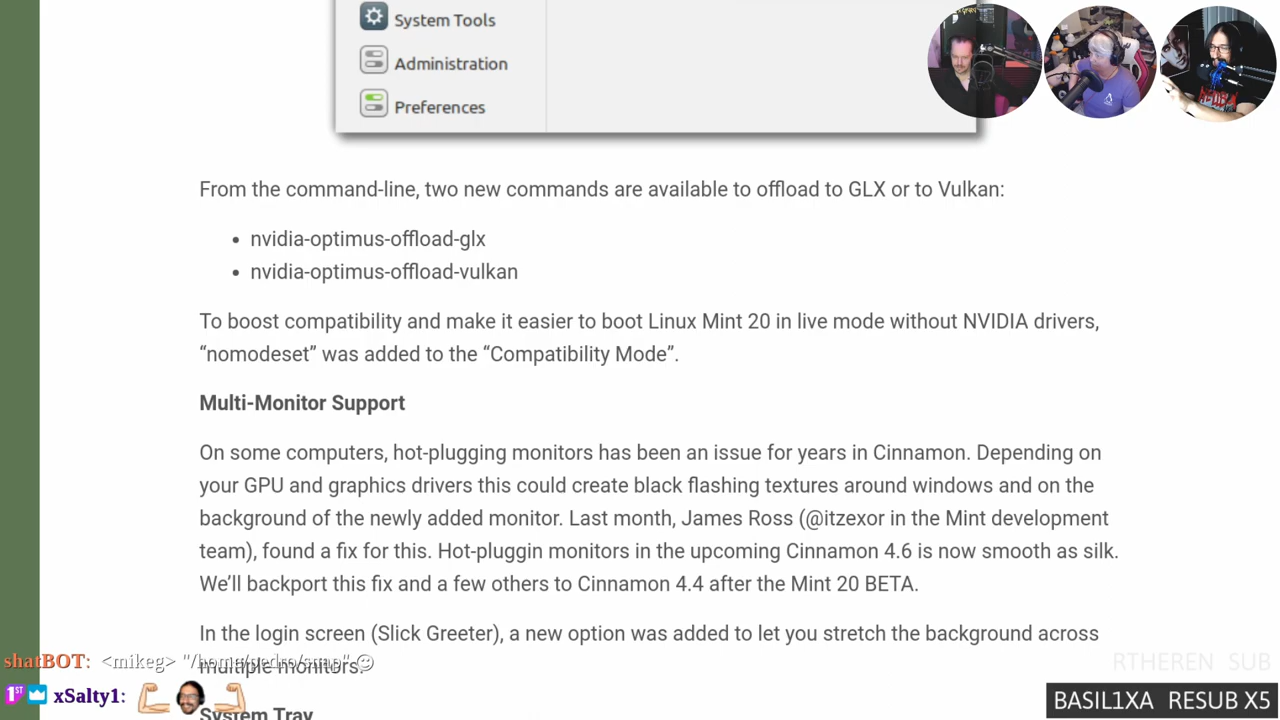 System Tools
Administration
Preferences
From the command-line, two new commands are available to offload to GLX or to Vulkan:
• nvidia-optimus-offload-glx
• nvidia-optimus-offload-vulkan
To boost compatibility and make it easier to boot Linux Mint 20 in live mode without NVIDIA drivers,
“nomodeset” was added to the “Compatibility Mode”.
Multi-Monitor Support
On some computers, hot-plugging monitors has been an issue for years in Cinnamon. Depending on
your GPU and graphics drivers this could create black flashing textures around windows and on the
background of the newly added monitor. Last month, James Ross (@itzexor in the Mint development
team), found a fix for this. Hot-pluggin monitors in the upcoming Cinnamon 4.6 is now smooth as silk.
We’ll backport this fix and a few others to Cinnamon 4.4 after the Mint 20 BETA.
In the login screen (Slick Greeter), a new option was added to let you stretch the background across
multiple monitors.
shatBOT: <mikeg>
1ST xSalty1:
System Tray
RTHEREN SUB
BASIL1XA RESUB X5